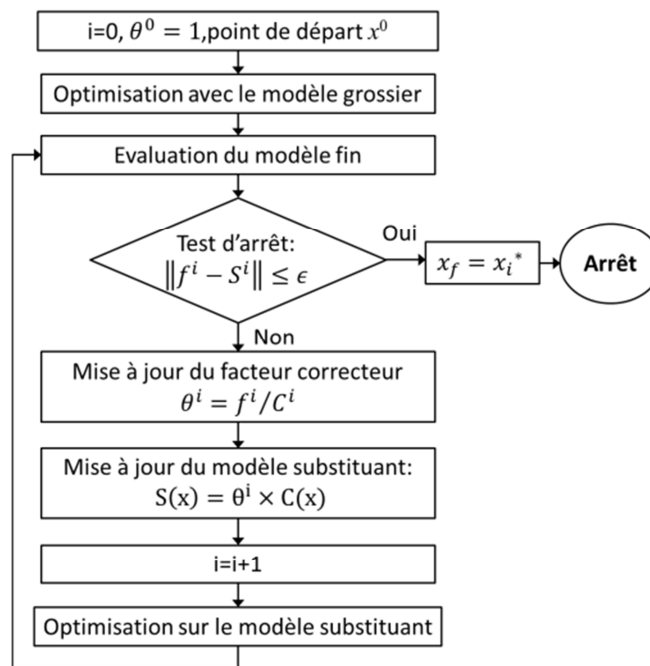 i=0, θ⁰ = 1,point de départ x⁰
Optimisation avec le modèle grossier
Evaluation du modèle fin
Test d’arrêt:
‖fⁱ − Sⁱ‖ ≤ ϵ
Oui
x_f = x_i*
Arrêt
Non
Mise à jour du facteur correcteur
θⁱ = fⁱ/Cⁱ
Mise à jour du modèle substituant:
S(x) = θⁱ × C(x)
i=i+1
Optimisation sur le modèle substituant